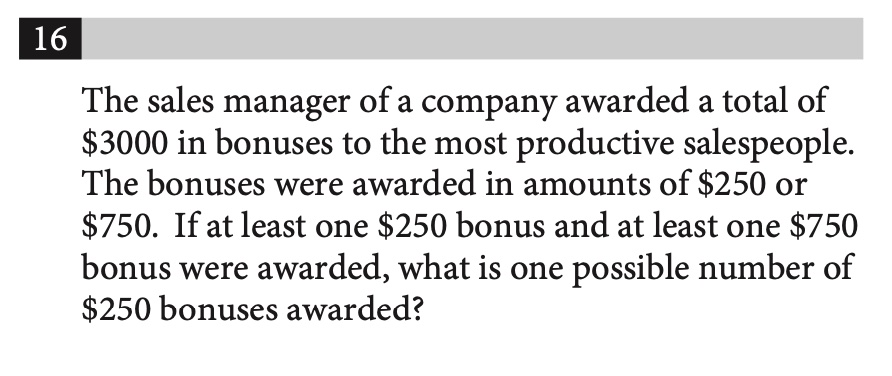 16
The sales manager of a company awarded a total of
$3000 in bonuses to the most productive salespeople.
The bonuses were awarded in amounts of $250 or
$750.  If at least one $250 bonus and at least one $750
bonus were awarded, what is one possible number of
$250 bonuses awarded?